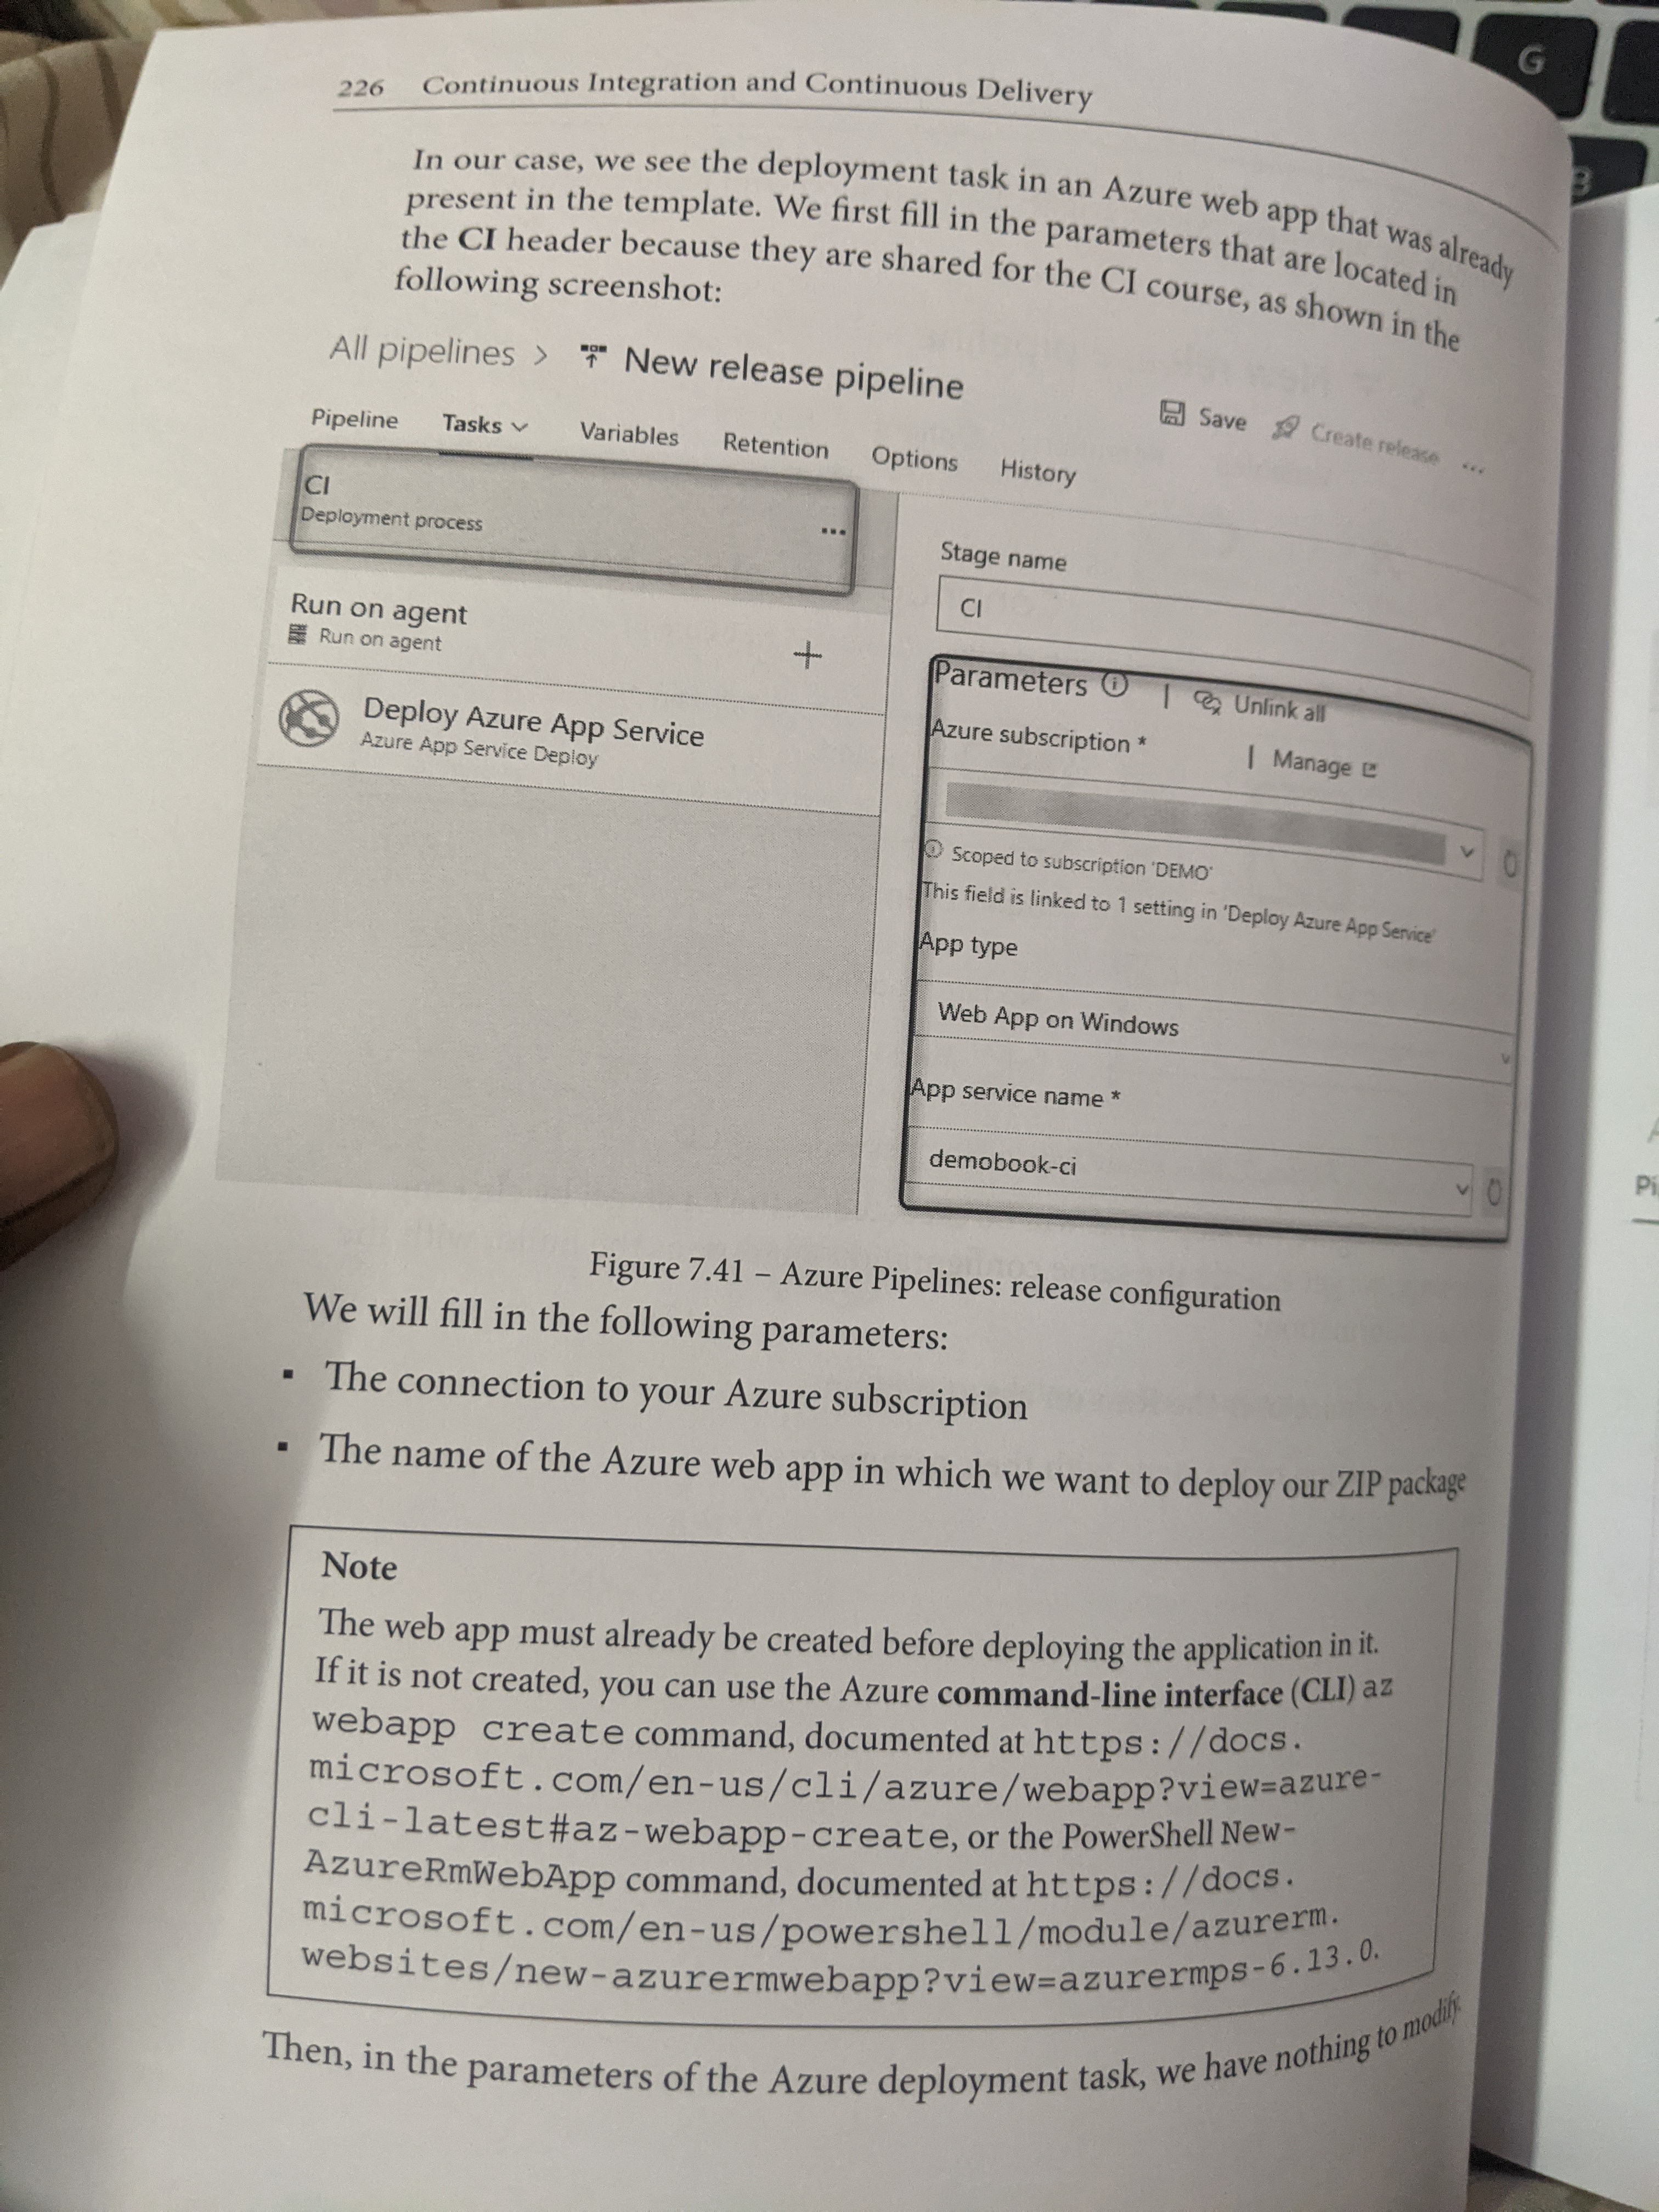 G
B
226 Continuous Integration and Continuous Delivery
In our case, we see the deployment task in an Azure web app that was already
present in the template. We first fill in the parameters that are located in
the CI header because they are shared for the CI course, as shown in the
following screenshot:
All pipelines > New release pipeline
Save Create release ...
Pipeline Tasks Variables Retention Options History
CI
Deployment process ...
Run on agent
Run on agent +
Deploy Azure App Service
Azure App Service Deploy
Stage name
CI
Parameters | Unlink all
Azure subscription * | Manage
Scoped to subscription 'DEMO'
This field is linked to 1 setting in 'Deploy Azure App Service'
App type
Web App on Windows
App service name *
demobook-ci
Figure 7.41 – Azure Pipelines: release configuration
We will fill in the following parameters:
▪ The connection to your Azure subscription
▪ The name of the Azure web app in which we want to deploy our ZIP package
Note
The web app must already be created before deploying the application in it.
If it is not created, you can use the Azure command-line interface (CLI) az
webapp create command, documented at https://docs.
microsoft.com/en-us/cli/azure/webapp?view=azure-
cli-latest#az-webapp-create, or the PowerShell New-
AzureRmWebApp command, documented at https://docs.
microsoft.com/en-us/powershell/module/azurerm.
websites/new-azurermwebapp?view=azurermps-6.13.0.
Then, in the parameters of the Azure deployment task, we have nothing to modify.